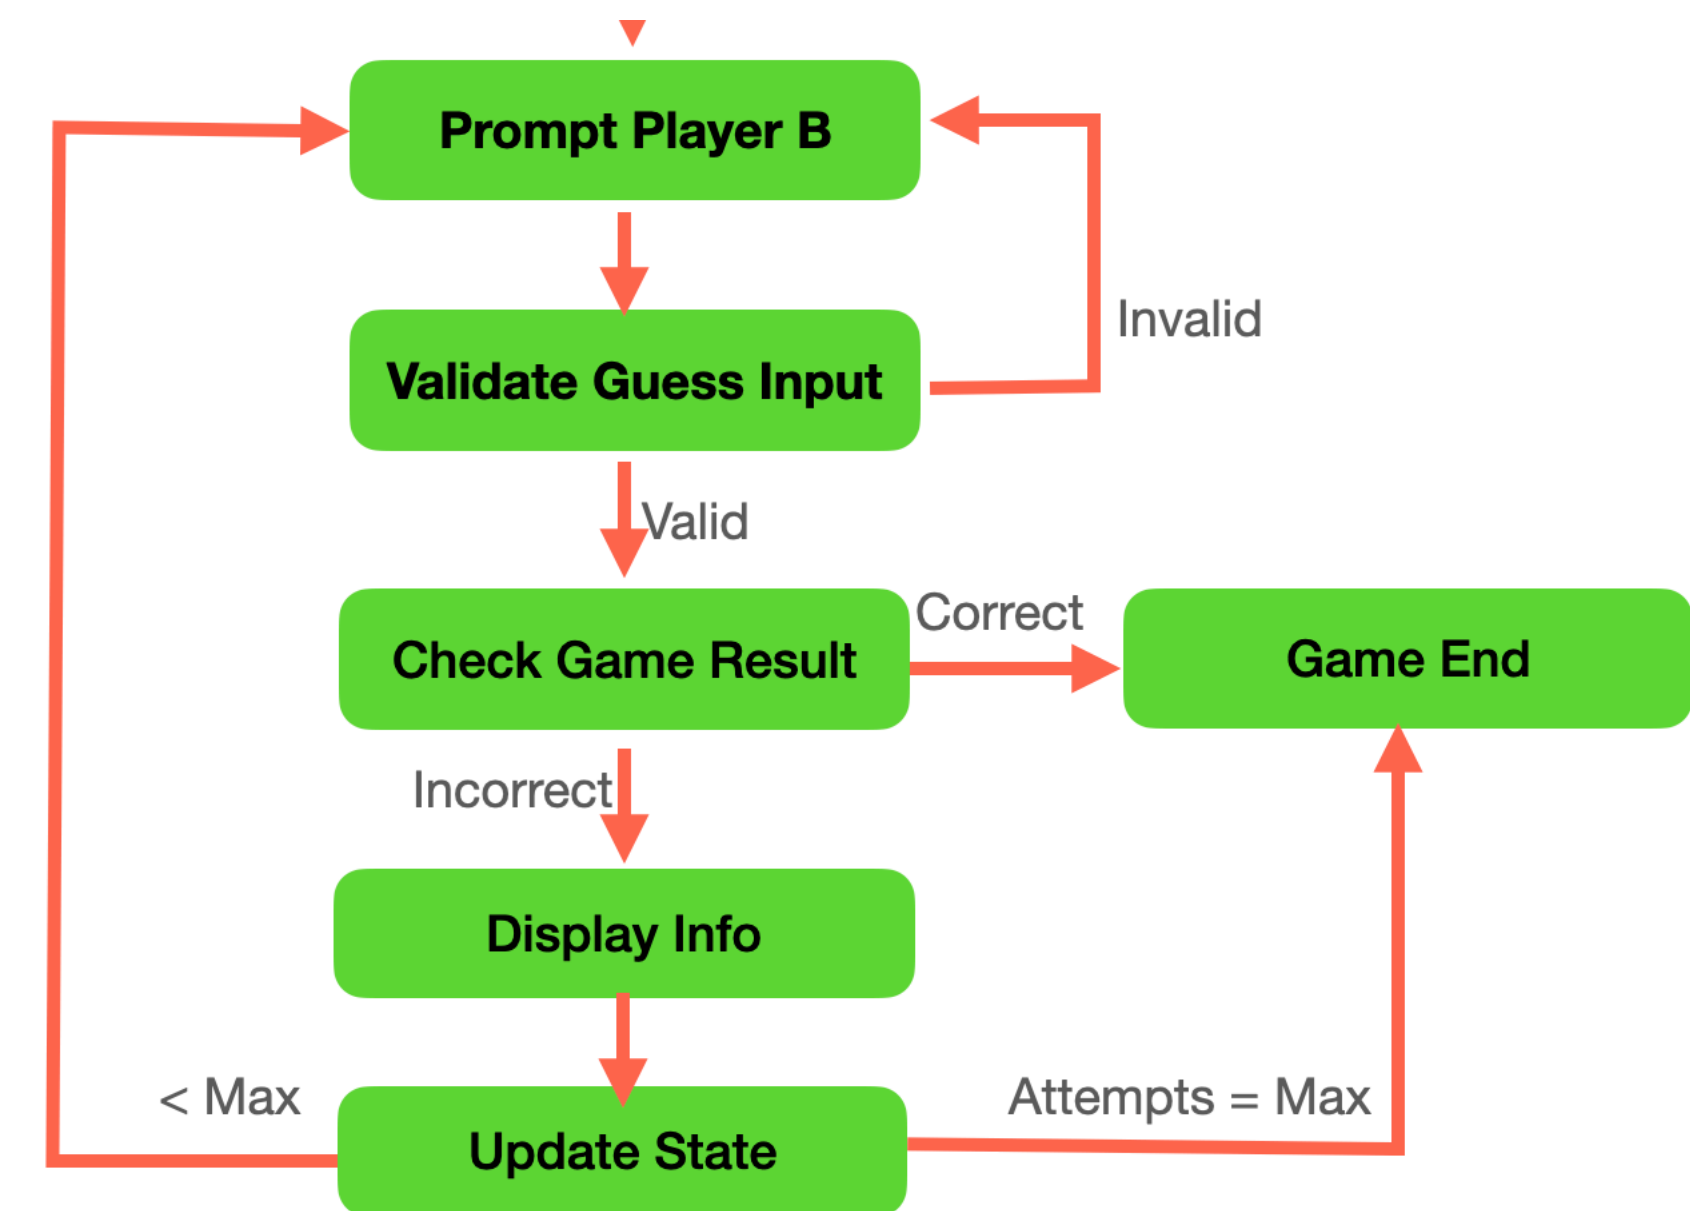 Prompt Player B
Invalid
Validate Guess Input
Valid
Correct
Check Game Result
Game End
Incorrect
Display Info
< Max
Attempts = Max
Update State